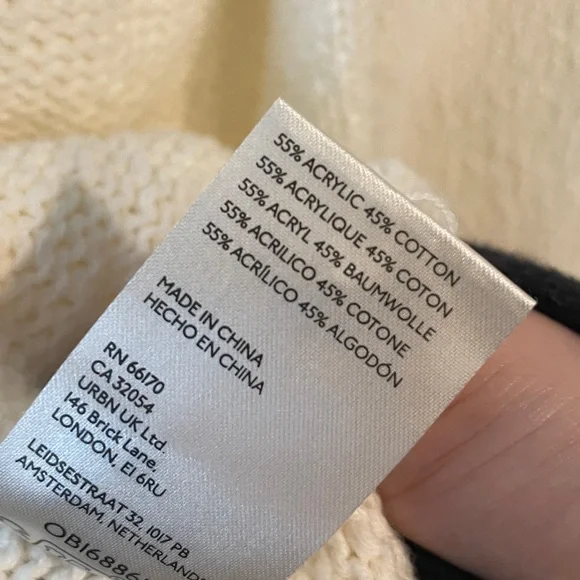 55% ACRYLIC 45% COTTON
55% ACRYLIQUE 45% COTON
55% ACRYL 45% BAUMWOLLE
55% ACRILICO 45% COTONE
55% ACRÍLICO 45% ALGODÓN
MADE IN CHINA
HECHO EN CHINA
RN 66170
CA 32054
URBN UK Ltd.
146 Brick Lane.
LONDON, E1 6RU
LEIDSESTRAAT 32, 1017 PB
AMSTERDAM, NETHERLANDS